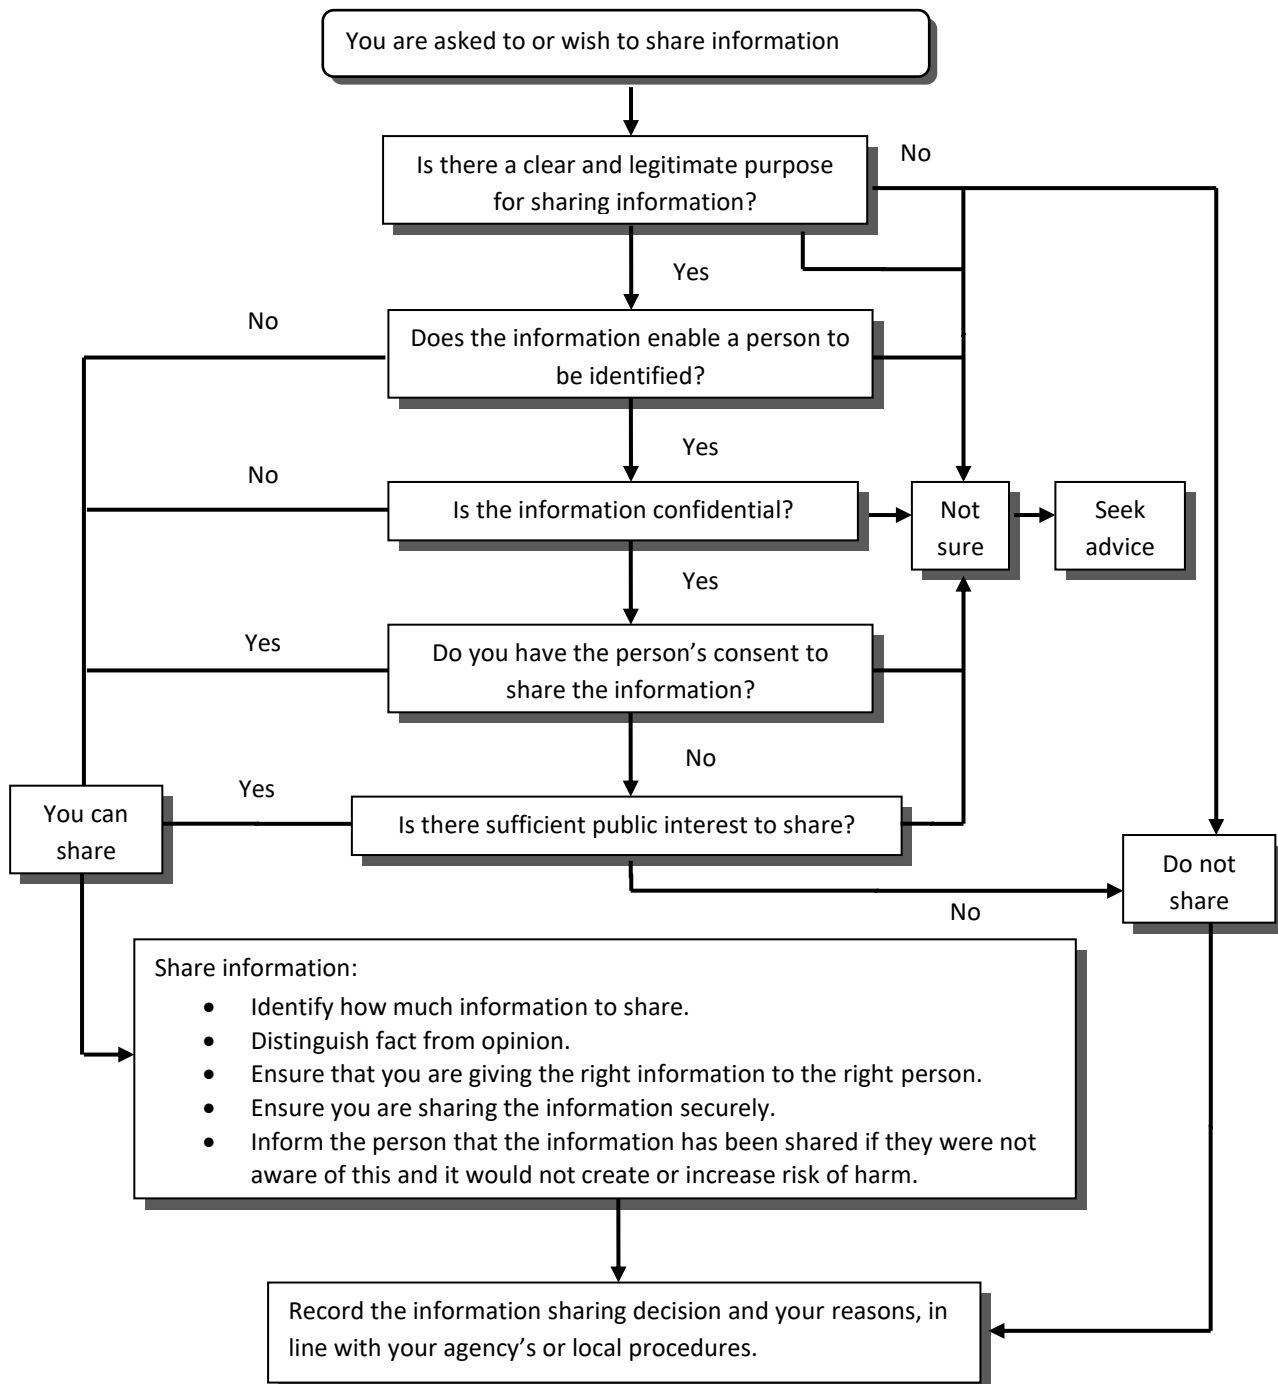 You are asked to or wish to share information
Is there a clear and legitimate purpose
for sharing information?
No
Yes
No
Does the information enable a person to
be identified?
Yes
No
Is the information confidential?
Not
sure
Seek
advice
Yes
Yes
Do you have the person’s consent to
share the information?
No
You can
share
Yes
Is there sufficient public interest to share?
Do not
share
No
Share information:
• Identify how much information to share.
• Distinguish fact from opinion.
• Ensure that you are giving the right information to the right person.
• Ensure you are sharing the information securely.
• Inform the person that the information has been shared if they were not
aware of this and it would not create or increase risk of harm.
Record the information sharing decision and your reasons, in
line with your agency’s or local procedures.